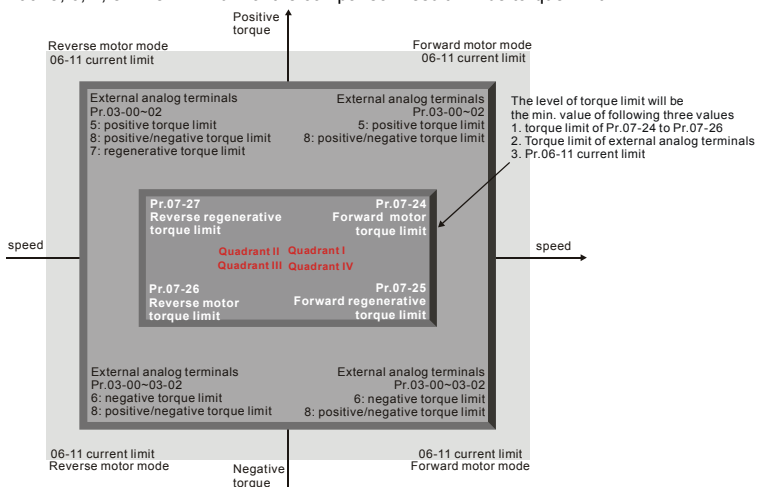 Positive
torque
Reverse motor mode
06-11 current limit
Forward motor mode
06-11 current limit
External analog terminals
Pr.03-00~02
5: positive torque limit
8: positive/negative torque limit
7: regenerative torque limit
External analog terminals
Pr.03-00~02
5: positive torque limit
8: positive/negative torque limit
The level of torque limit will be
the min. value of following three values
1. torque limit of Pr.07-24 to Pr.07-26
2. Torque limit of external analog terminals
3. Pr.06-11 current limit
Pr.07-27
Reverse regenerative
torque limit
Pr.07-24
Forward motor
torque limit
speed
Quadrant II Quadrant I
Quadrant III Quadrant IV
speed
Pr.07-26
Reverse motor
torque limit
Pr.07-25
Forward regenerative
torque limit
External analog terminals
Pr.03-00~03-02
6: negative torque limit
8: positive/negative torque limit
External analog terminals
Pr.03-00~03-02
6: negative torque limit
8: positive/negative torque limit
06-11 current limit
Reverse motor mode
06-11 current limit
Forward motor mode
Negative
torque